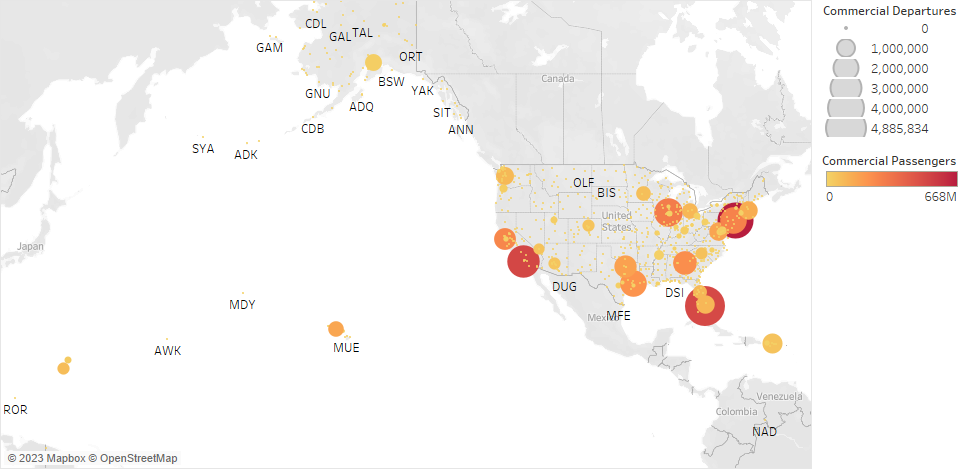 CDL
GAL
TAL
GAM
ORT
BSW
YAK
GNU
ADQ
SIT
CDB
ANN
SYA
ADK
Canada
OLF
BIS
United
States
Japan
DUG
DSI
MDY
MFE
Mexico
MUE
AWK
ROR
Venezuela
Colombia
NAD
© 2023 Mapbox © OpenStreetMap
Commercial Departures
0
1,000,000
2,000,000
3,000,000
4,000,000
4,885,834
Commercial Passengers
0 668M